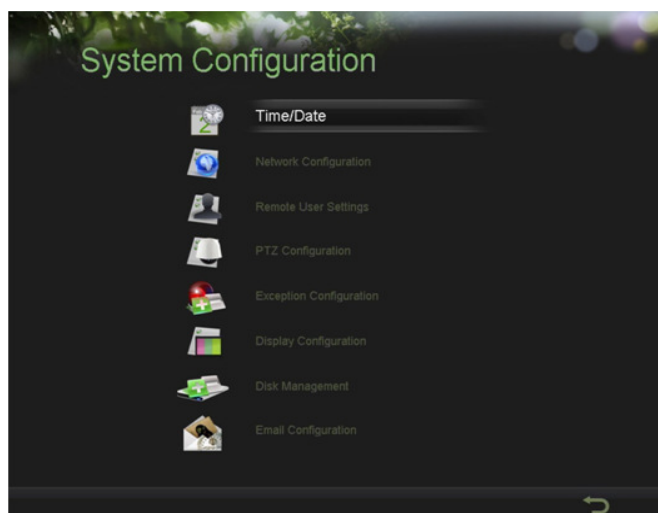 System Configuration
Time/Date
Network Configuration
Remote User Settings
PTZ Configuration
Exception Configuration
Display Configuration
Disk Management
Email Configuration